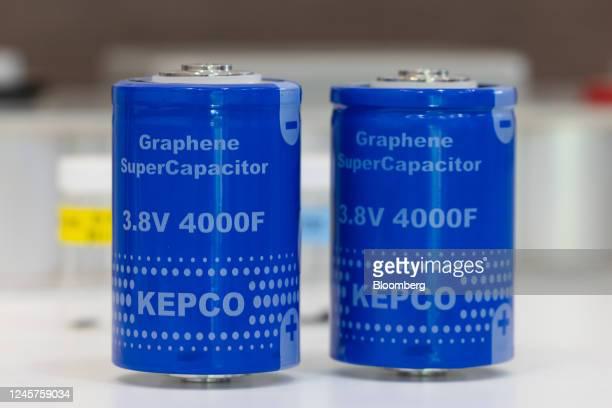 Graphene
SuperCapacitor
3.8V 4000F
KEPCO
Graphene
SuperCapacitor
3.8V 4000F
KEPCO
gettyimages
Bloomberg
1245759034